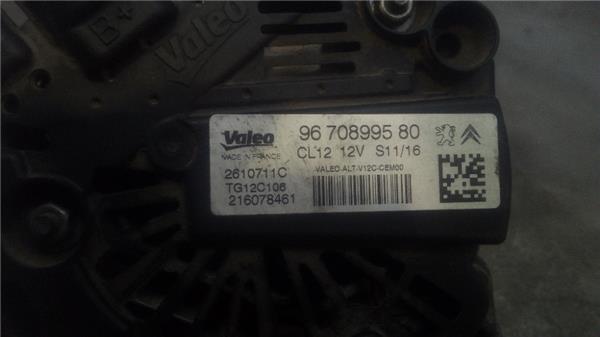 B+
Valeo
Valeo
MADE IN FRANCE
96 708995 80
CL12 12V S11/16
2610711C
TG12C106
216078461
VALEO-ALT-V12C-CEM00